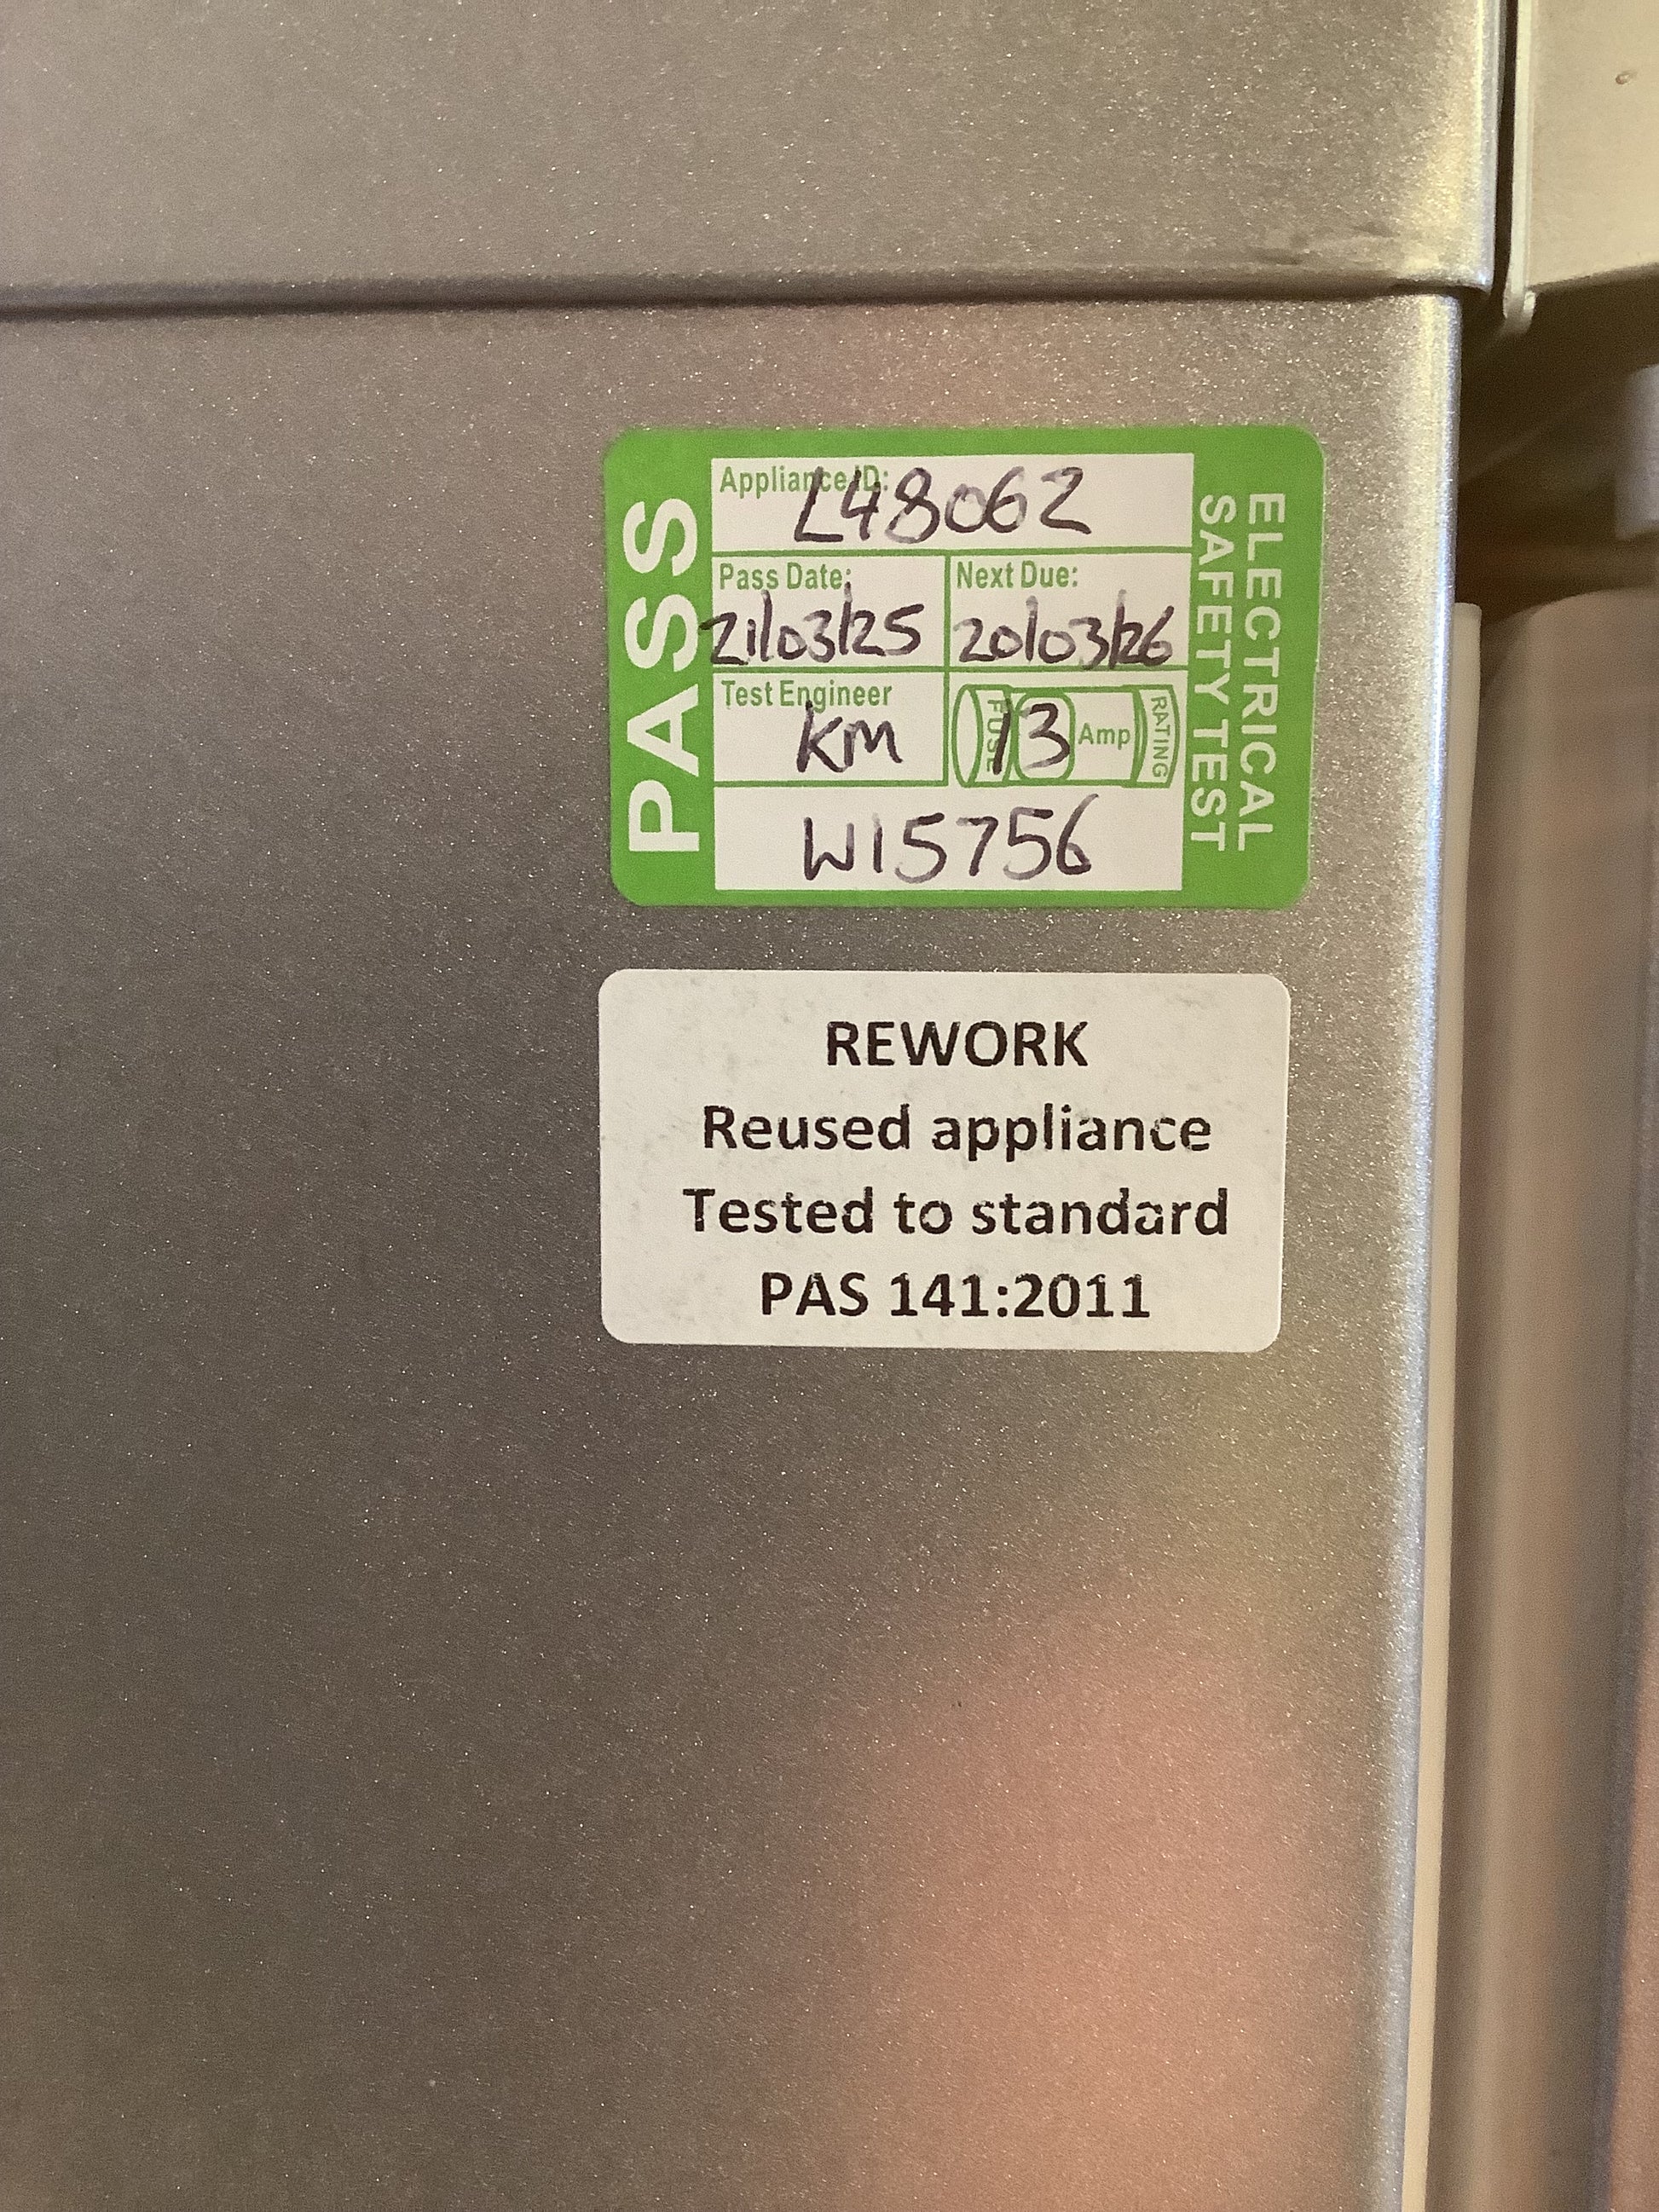 PASS
Appliance ID:
L48062
Pass Date:
Next Due:
21/03/25
20/03/26
Test Engineer
KM
FUSE
13
Amp
RATING
W15756
ELECTRICAL
SAFETY TEST
REWORK
Reused appliance
Tested to standard
PAS 141:2011